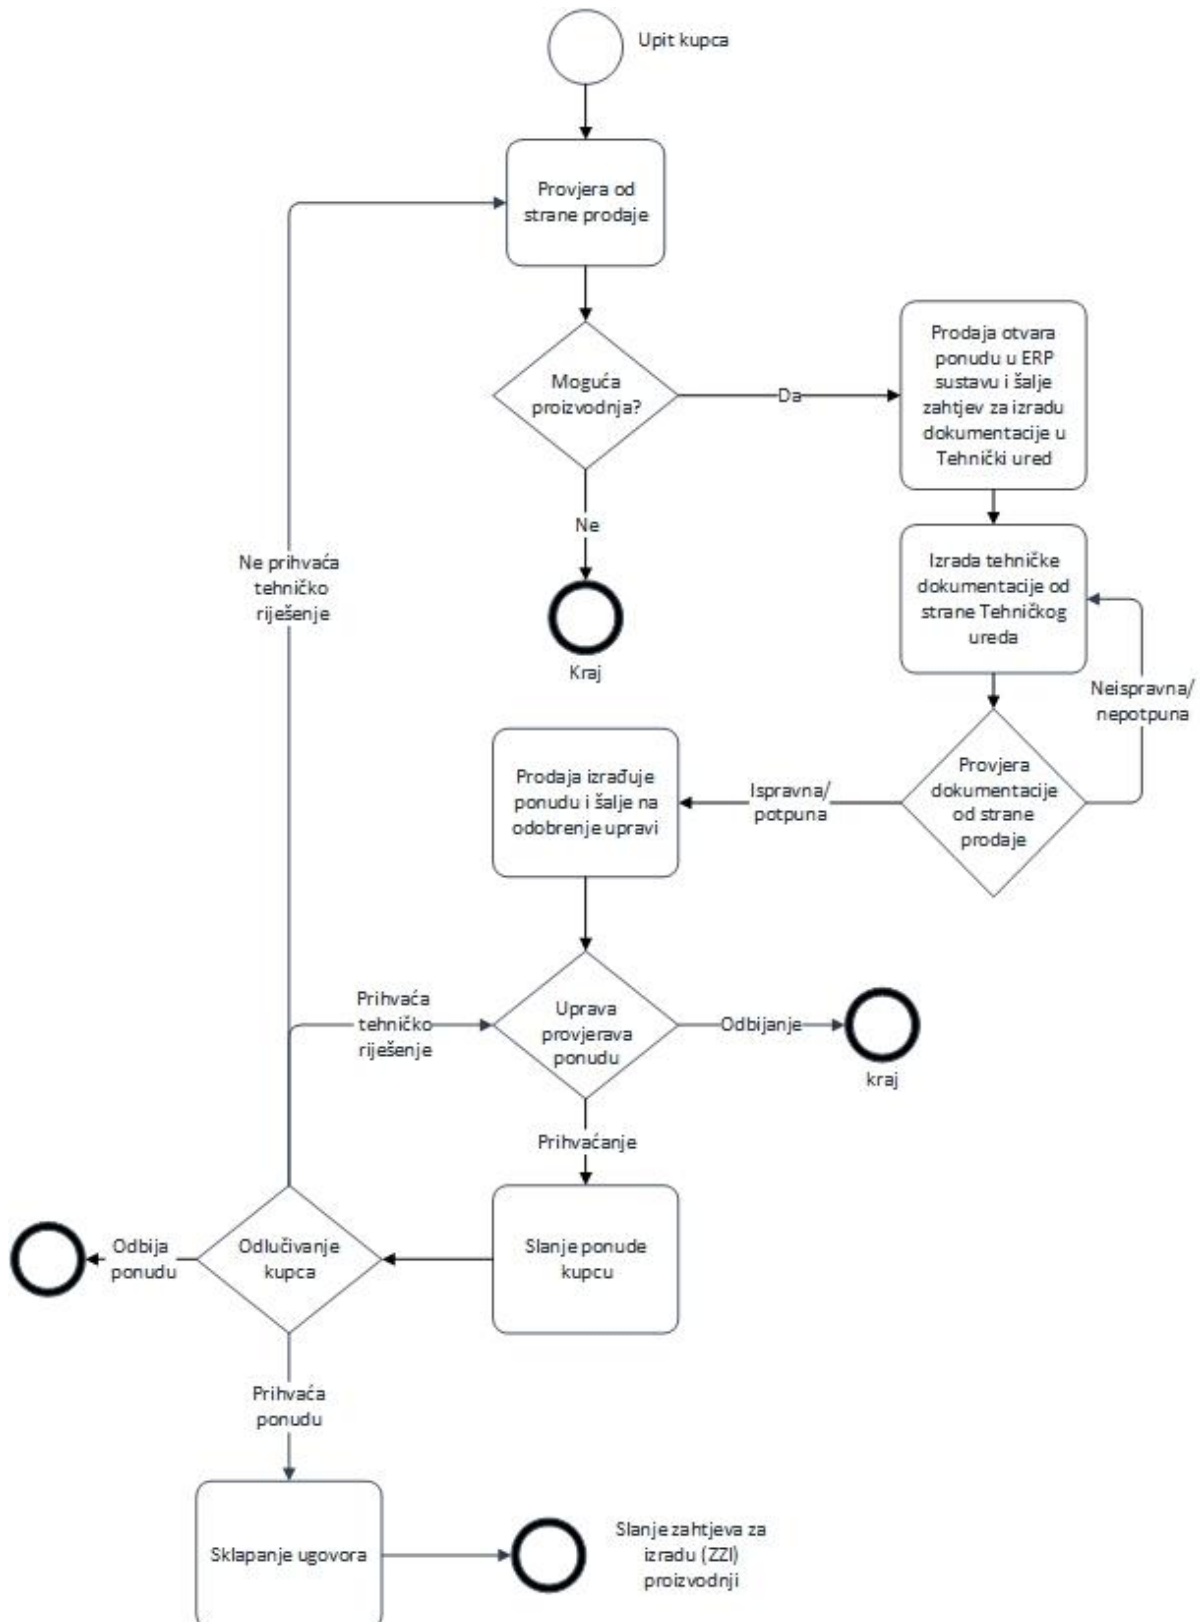 Upit kupca
Provjera od
strane prodaje
Moguća
proizvodnja?
Da
Prodaja otvara
ponudu u ERP
sustavu i šalje
zahtjev za izradu
dokumentacije u
Tehnički ured
Ne
Kraj
Izrada tehničke
dokumentacije od
strane Tehničkog
ureda
Neispravna/
nepotpuna
Provjera
dokumentacije
od strane
prodaje
Ispravna/
potpuna
Prodaja izrađuje
ponudu i šalje na
odobrenje upravi
Ne prihvaća
tehničko
riješenje
Prihvaća
tehničko
riješenje
Uprava
provjerava
ponudu
Odbijanje
kraj
Prihvaćanje
Slanje ponude
kupcu
Odlučivanje
kupca
Odbija
ponudu
Prihvaća
ponudu
Sklapanje ugovora
Slanje zahtjeva za
izradu (ZZI)
proizvodnji